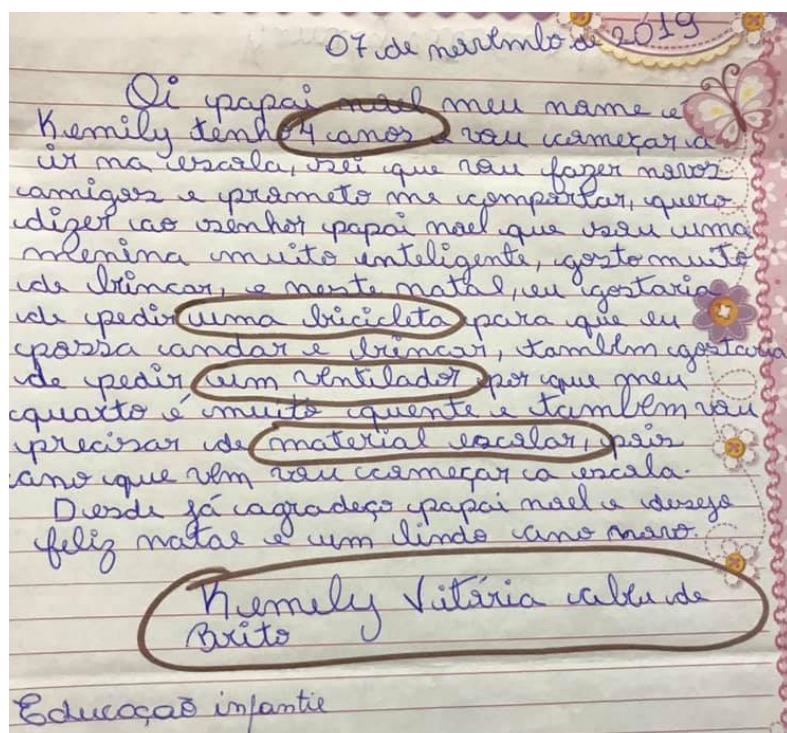 07 de novembro de 2019
Oi papai noel meu nome e
Kemily tenho 4 anos e vou começar a
ir na escola, sei que vou fazer novos
amigos e prometo me comportar, quero
dizer ao senhor papai noel que sou uma
menina muito enteligente, gosto muito
de brincar, e neste natal, eu gostaria
de pedir uma bicicleta para que eu
possa andar e brincar, também gostaria
de pedir um ventilador por que meu
quarto é muito quente e também vou
precisar de material escolar, pois
ano que vem vou começar a escola.
Desde já agradeço papai noel e desejo
feliz natal e um lindo ano novo.
Kemely Vitória de
Brito
Educação infantil